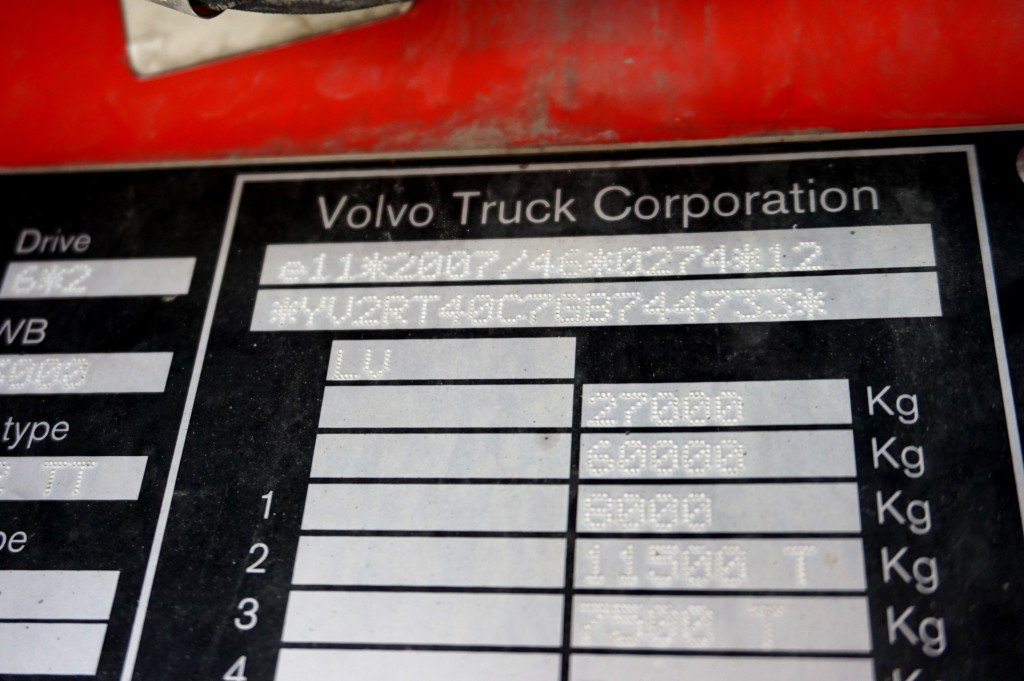 Volvo Truck Corporation
Drive
6*2
e11*2007/46*0274*12
*YV2RT40C7GB744733*
WB
LV
27000 Kg
type
60000 Kg
TT
1 8000 Kg
2 11500 T Kg
3 7500 T Kg
4